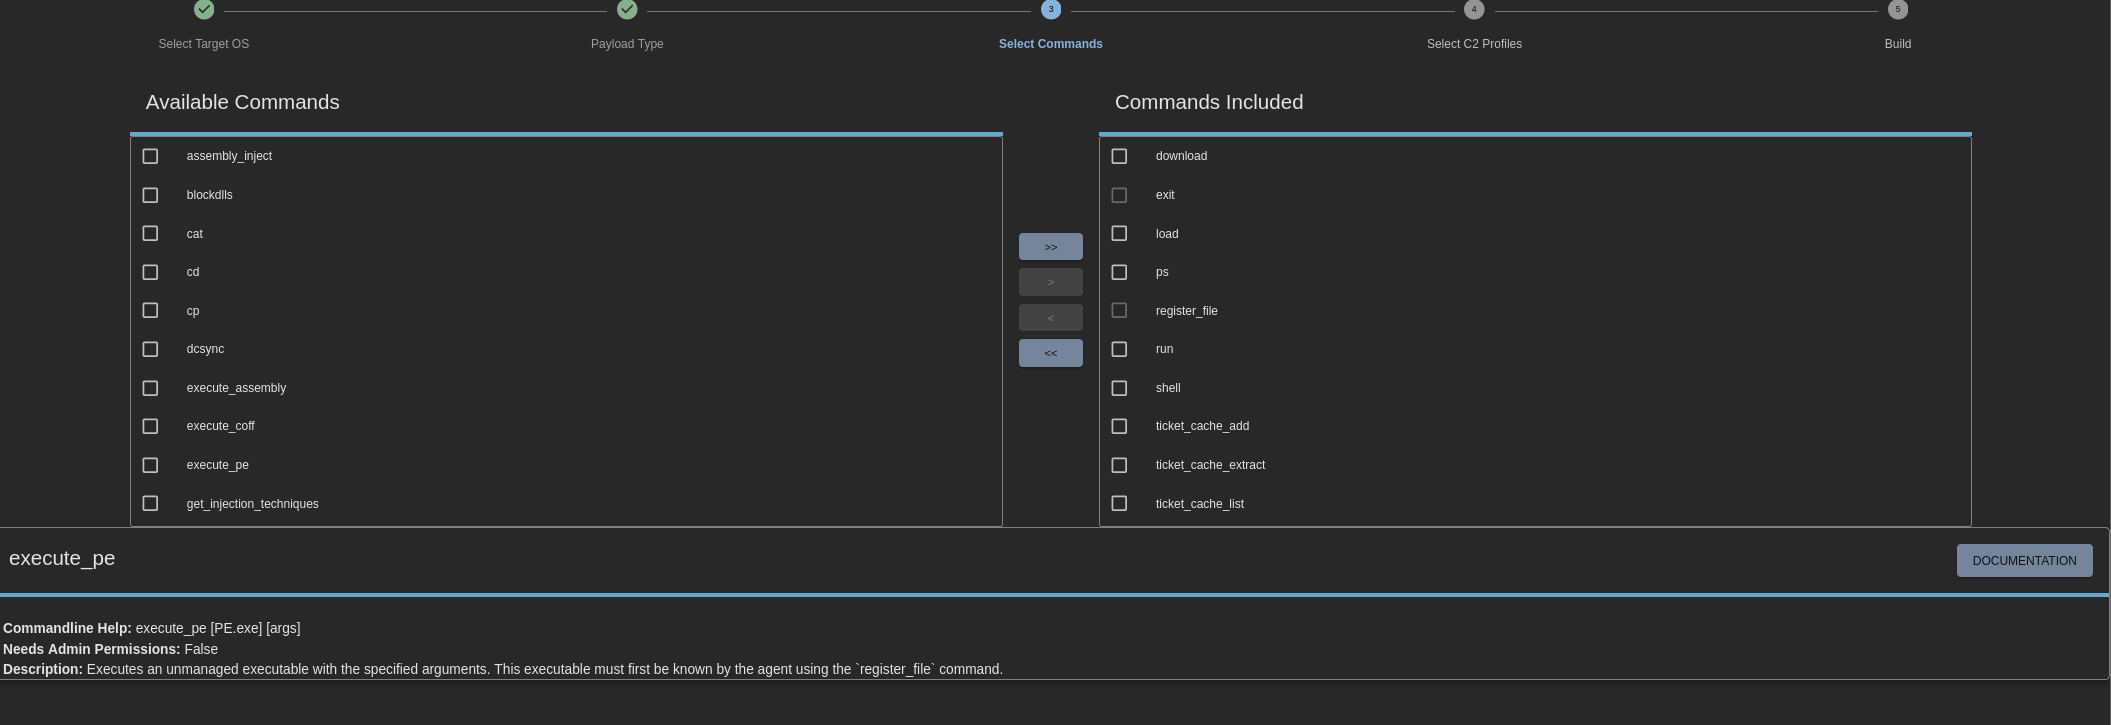 3
4
5
Select Target OS
Payload Type
Select Commands
Select C2 Profiles
Build
Available Commands
assembly_inject
blockdlls
cat
cd
cp
dcsync
execute_assembly
execute_coff
execute_pe
get_injection_techniques
>>
>
<
<<
Commands Included
download
exit
load
ps
register_file
run
shell
ticket_cache_add
ticket_cache_extract
ticket_cache_list
execute_pe
DOCUMENTATION
Commandline Help: execute_pe [PE.exe] [args]
Needs Admin Permissions: False
Description: Executes an unmanaged executable with the specified arguments. This executable must first be known by the agent using the `register_file` command.